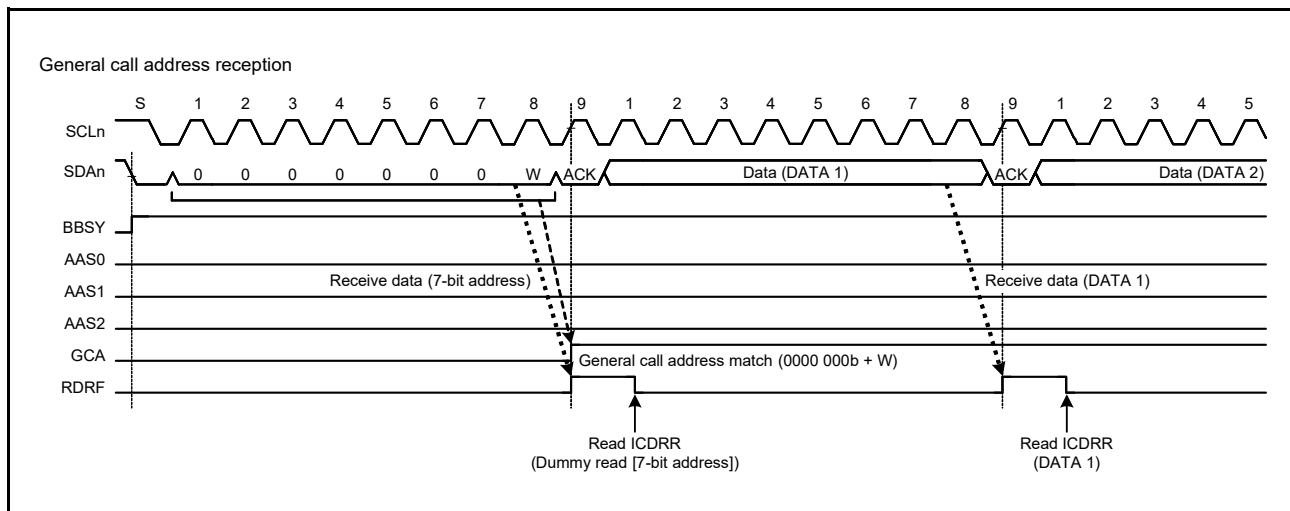 General call address reception
S 1 2 3 4 5 6 7 8 9 1 2 3 4 5 6 7 8 9 1 2 3 4 5
SCLn
SDAn 0 0 0 0 0 0 0 W ACK Data (DATA 1) ACK Data (DATA 2)
BBSY
AAS0
Receive data (7-bit address) Receive data (DATA 1)
AAS1
AAS2
GCA General call address match (0000 000b + W)
RDRF
Read ICDRR Read ICDRR
(Dummy read [7-bit address]) (DATA 1)